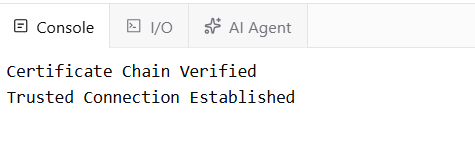 Console I/O AI Agent
Certificate Chain Verified
Trusted Connection Established